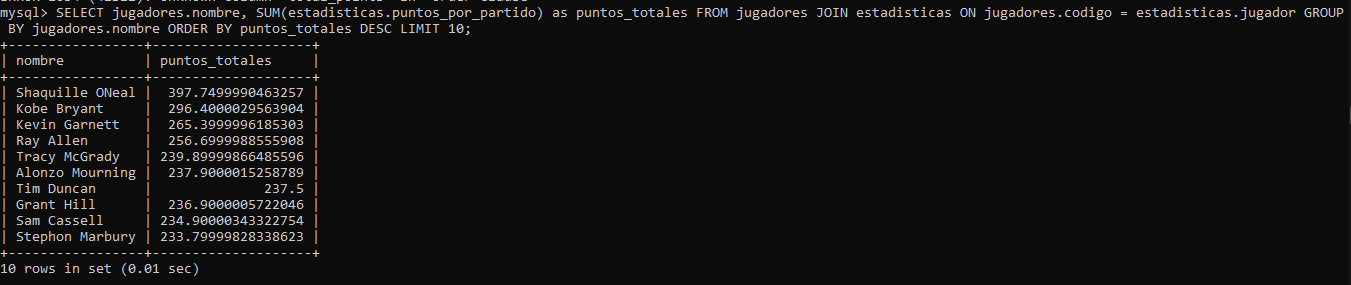 mysql> SELECT jugadores.nombre, SUM(estadisticas.puntos_por_partido) as puntos_totales FROM jugadores JOIN estadisticas ON jugadores.codigo = estadisticas.jugador GROUP
 BY jugadores.nombre ORDER BY puntos_totales DESC LIMIT 10;
+-----------------+--------------------+
| nombre          | puntos_totales     |
+-----------------+--------------------+
| Shaquille ONeal |  397.7499990463257 |
| Kobe Bryant     |  296.4000029563904 |
| Kevin Garnett   |  265.3999996185303 |
| Ray Allen       |  256.6999988555908 |
| Tracy McGrady   | 239.89999866485596 |
| Alonzo Mourning |  237.9000015258789 |
| Tim Duncan      |              237.5 |
| Grant Hill      |  236.9000005722046 |
| Sam Cassell     | 234.90000343322754 |
| Stephon Marbury | 233.79999828338623 |
+-----------------+--------------------+
10 rows in set (0.01 sec)